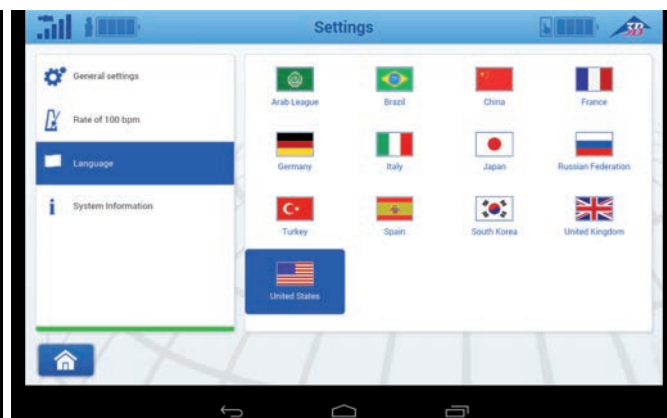 Settings
3B
General settings
Rate of 100 bpm
Language
System Information
Arab League
Brazil
China
France
Germany
Italy
Japan
Russian Federation
Turkey
Spain
South Korea
United Kingdom
United States